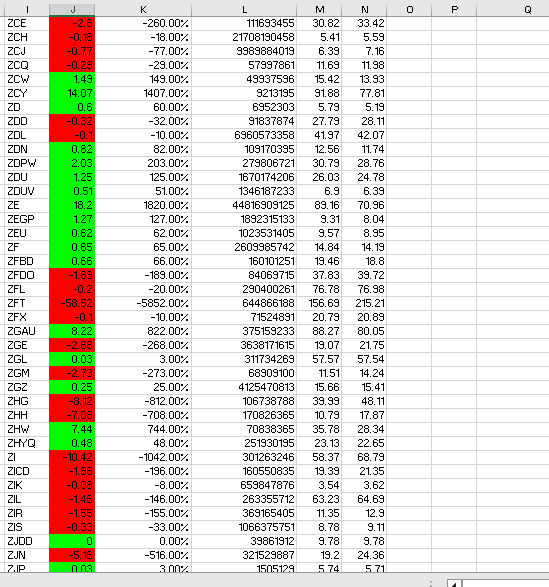 I J K L M N O P Q
ZCE -2.6 -260.00% 111693455 30.82 33.42
ZCH -0.18 -18.00% 21708190458 5.41 5.59
ZCJ -0.77 -77.00% 9989884019 6.39 7.16
ZCQ -0.29 -29.00% 57997861 11.69 11.98
ZCW 1.49 149.00% 49937596 15.42 13.93
ZCY 14.07 1407.00% 9213195 91.88 77.81
ZD 0.6 60.00% 6952303 5.79 5.19
ZDD -0.32 -32.00% 91837874 27.79 28.11
ZDL -0.1 -10.00% 6960573358 41.97 42.07
ZDN 0.82 82.00% 109170395 12.56 11.74
ZDPW 2.03 203.00% 279806721 30.79 28.76
ZDU 1.25 125.00% 1670174206 26.03 24.78
ZDUV 0.51 51.00% 1346187233 6.9 6.39
ZE 18.2 1820.00% 44816909125 89.16 70.96
ZEGP 1.27 127.00% 1892315133 9.31 8.04
ZEU 0.62 62.00% 1023531405 9.57 8.95
ZF 0.65 65.00% 2609985742 14.84 14.19
ZFBD 0.66 66.00% 160101251 19.46 18.8
ZFDO -1.89 -189.00% 84069715 37.83 39.72
ZFL -0.2 -20.00% 290400261 76.78 76.98
ZFT -58.52 -5852.00% 644866188 156.69 215.21
ZFX -0.1 -10.00% 71524891 20.79 20.89
ZGAU 8.22 822.00% 375159233 88.27 80.05
ZGE -2.68 -268.00% 3638171615 19.07 21.75
ZGL 0.03 3.00% 311734269 57.57 57.54
ZGM -2.73 -273.00% 68909100 11.51 14.24
ZGZ 0.25 25.00% 4125470813 15.66 15.41
ZHG -8.12 -812.00% 106738788 39.99 48.11
ZHH -7.08 -708.00% 170826365 10.79 17.87
ZHW 7.44 744.00% 70838365 35.78 28.34
ZHYQ 0.48 48.00% 251930195 23.13 22.65
ZI -10.42 -1042.00% 301263246 58.37 68.79
ZICD -1.96 -196.00% 160550835 19.39 21.35
ZIK -0.08 -8.00% 659847876 3.54 3.62
ZIL -1.46 -146.00% 263355712 63.23 64.69
ZIR -1.55 -155.00% 369165405 11.35 12.9
ZIS -0.33 -33.00% 1066375751 8.78 9.11
ZJDD 0 0.00% 39861912 9.78 9.78
ZJN -5.16 -516.00% 321529887 19.2 24.36
ZJP 0.03 3.00% 1505129 5.74 5.71